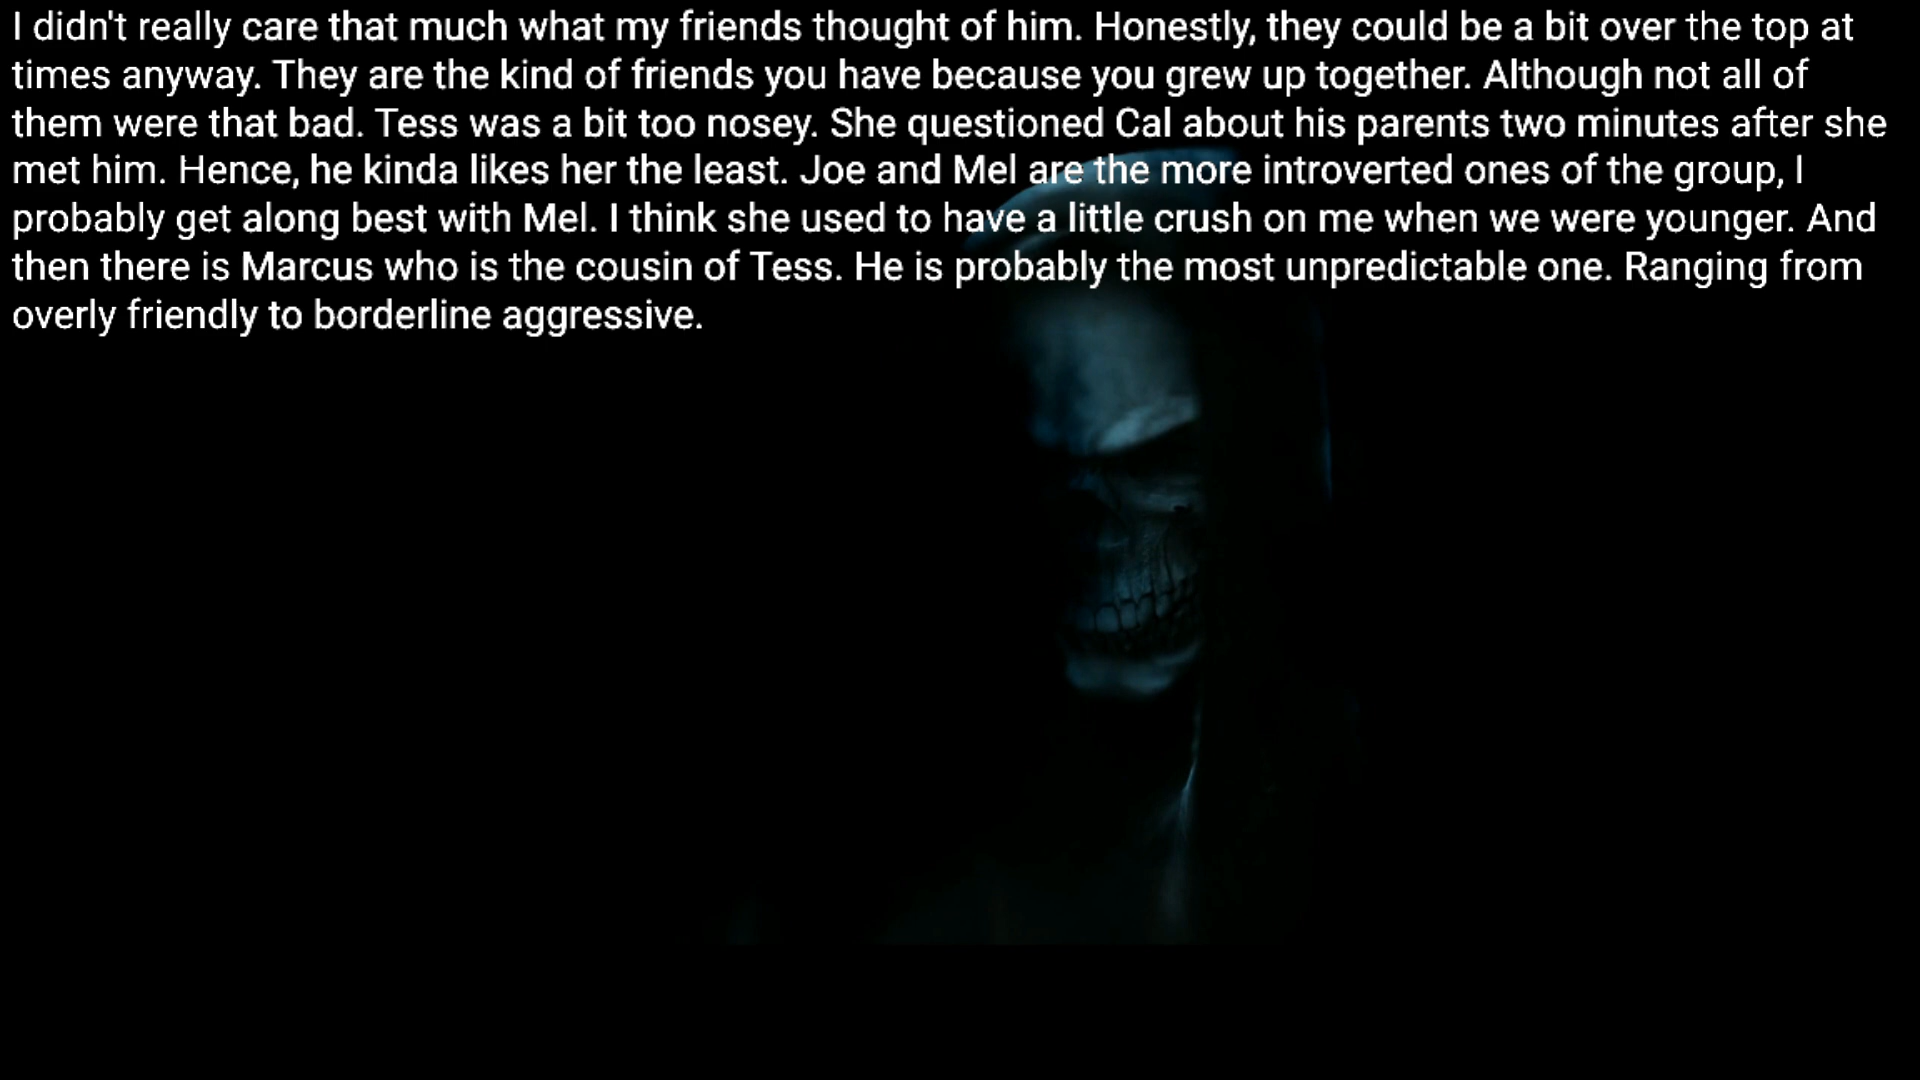 I didn't really care that much what my friends thought of him. Honestly, they could be a bit over the top at
times anyway. They are the kind of friends you have because you grew up together. Although not all of
them were that bad. Tess was a bit too nosey. She questioned Cal about his parents two minutes after she
met him. Hence, he kinda likes her the least. Joe and Mel are the more introverted ones of the group, I
probably get along best with Mel. I think she used to have a little crush on me when we were younger. And
then there is Marcus who is the cousin of Tess. He is probably the most unpredictable one. Ranging from
overly friendly to borderline aggressive.